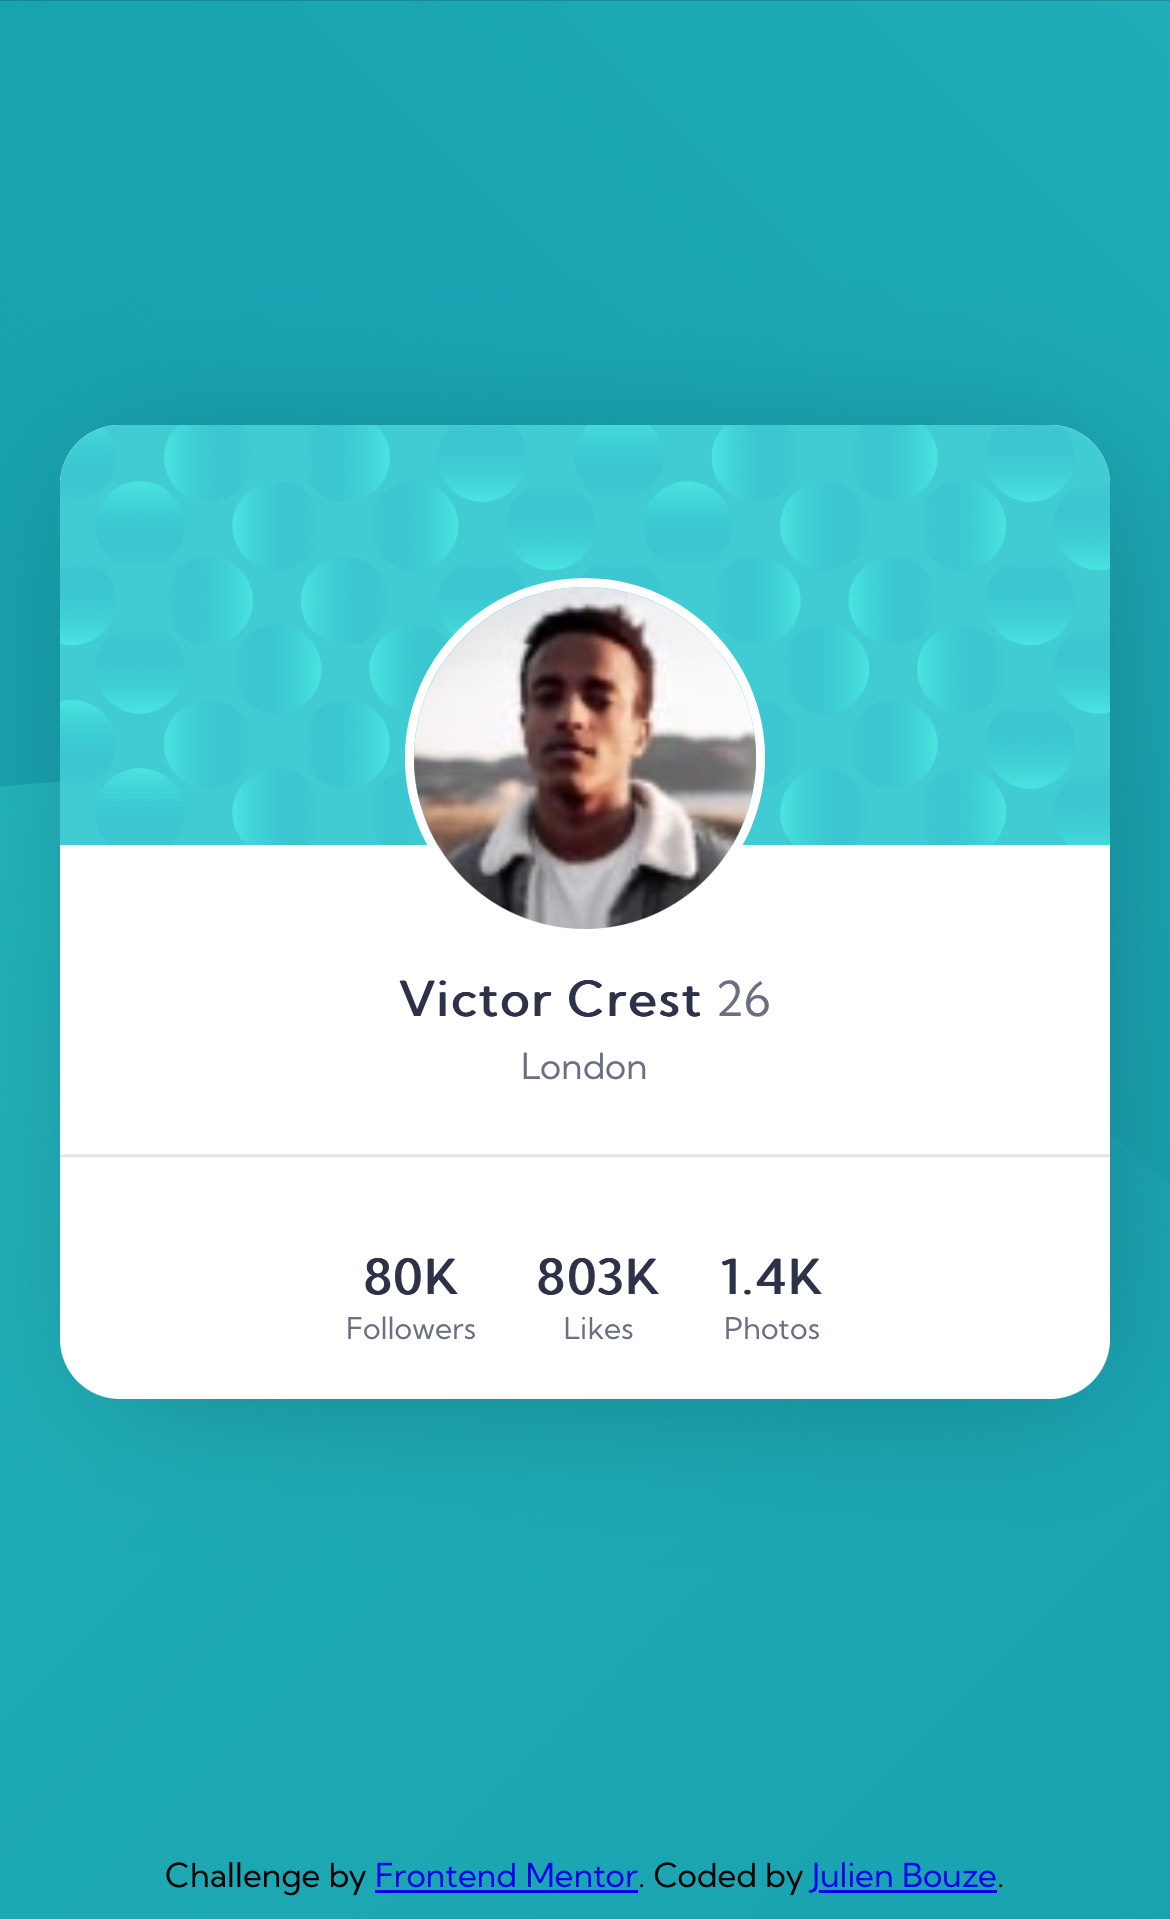 Victor Crest 26
London
80K 803K 1.4K
Followers Likes Photos
Challenge by Frontend Mentor. Coded by Julien Bouze.